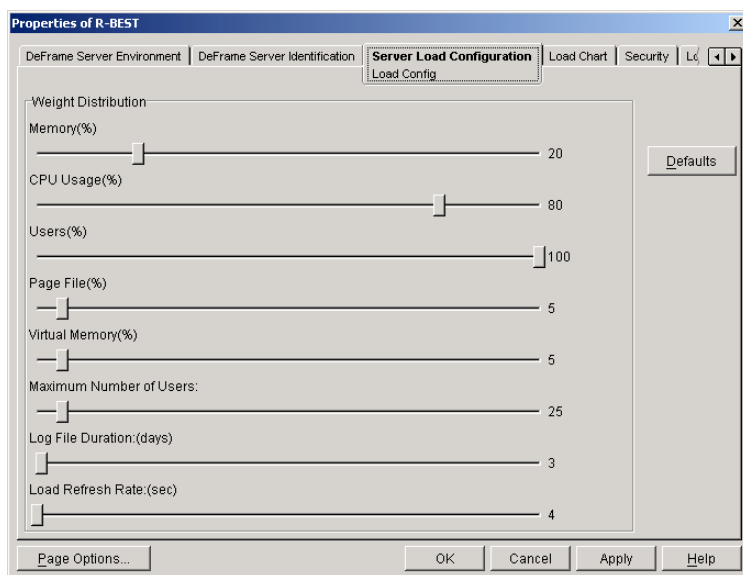 Properties of R-BEST
DeFrame Server Environment DeFrame Server Identification Server Load Configuration Load Chart Security
Load Config
Weight Distribution
Memory(%)
20
Defaults
CPU Usage(%)
80
Users(%)
100
Page File(%)
5
Virtual Memory(%)
5
Maximum Number of Users:
25
Log File Duration:(days)
3
Load Refresh Rate:(sec)
4
Page Options... OK Cancel Apply Help